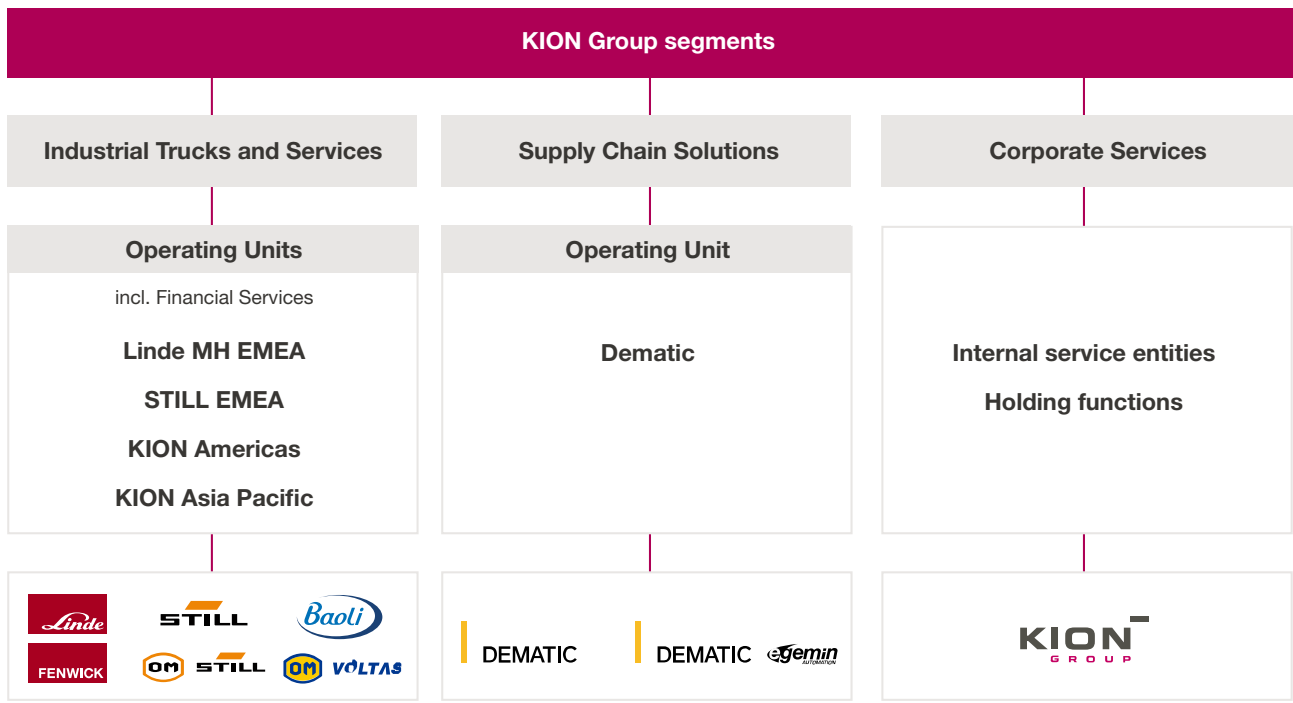 KION Group segments
Industrial Trucks and Services
Supply Chain Solutions
Corporate Services
Operating Units
incl. Financial Services
Linde MH EMEA
STILL EMEA
KION Americas
KION Asia Pacific
Operating Unit
Dematic
Internal service entities
Holding functions
Linde
STILL
Baoli
FENWICK
OM STILL
OM VOLTAS
DEMATIC
DEMATIC egemin
AUTOMATION
KION
GROUP